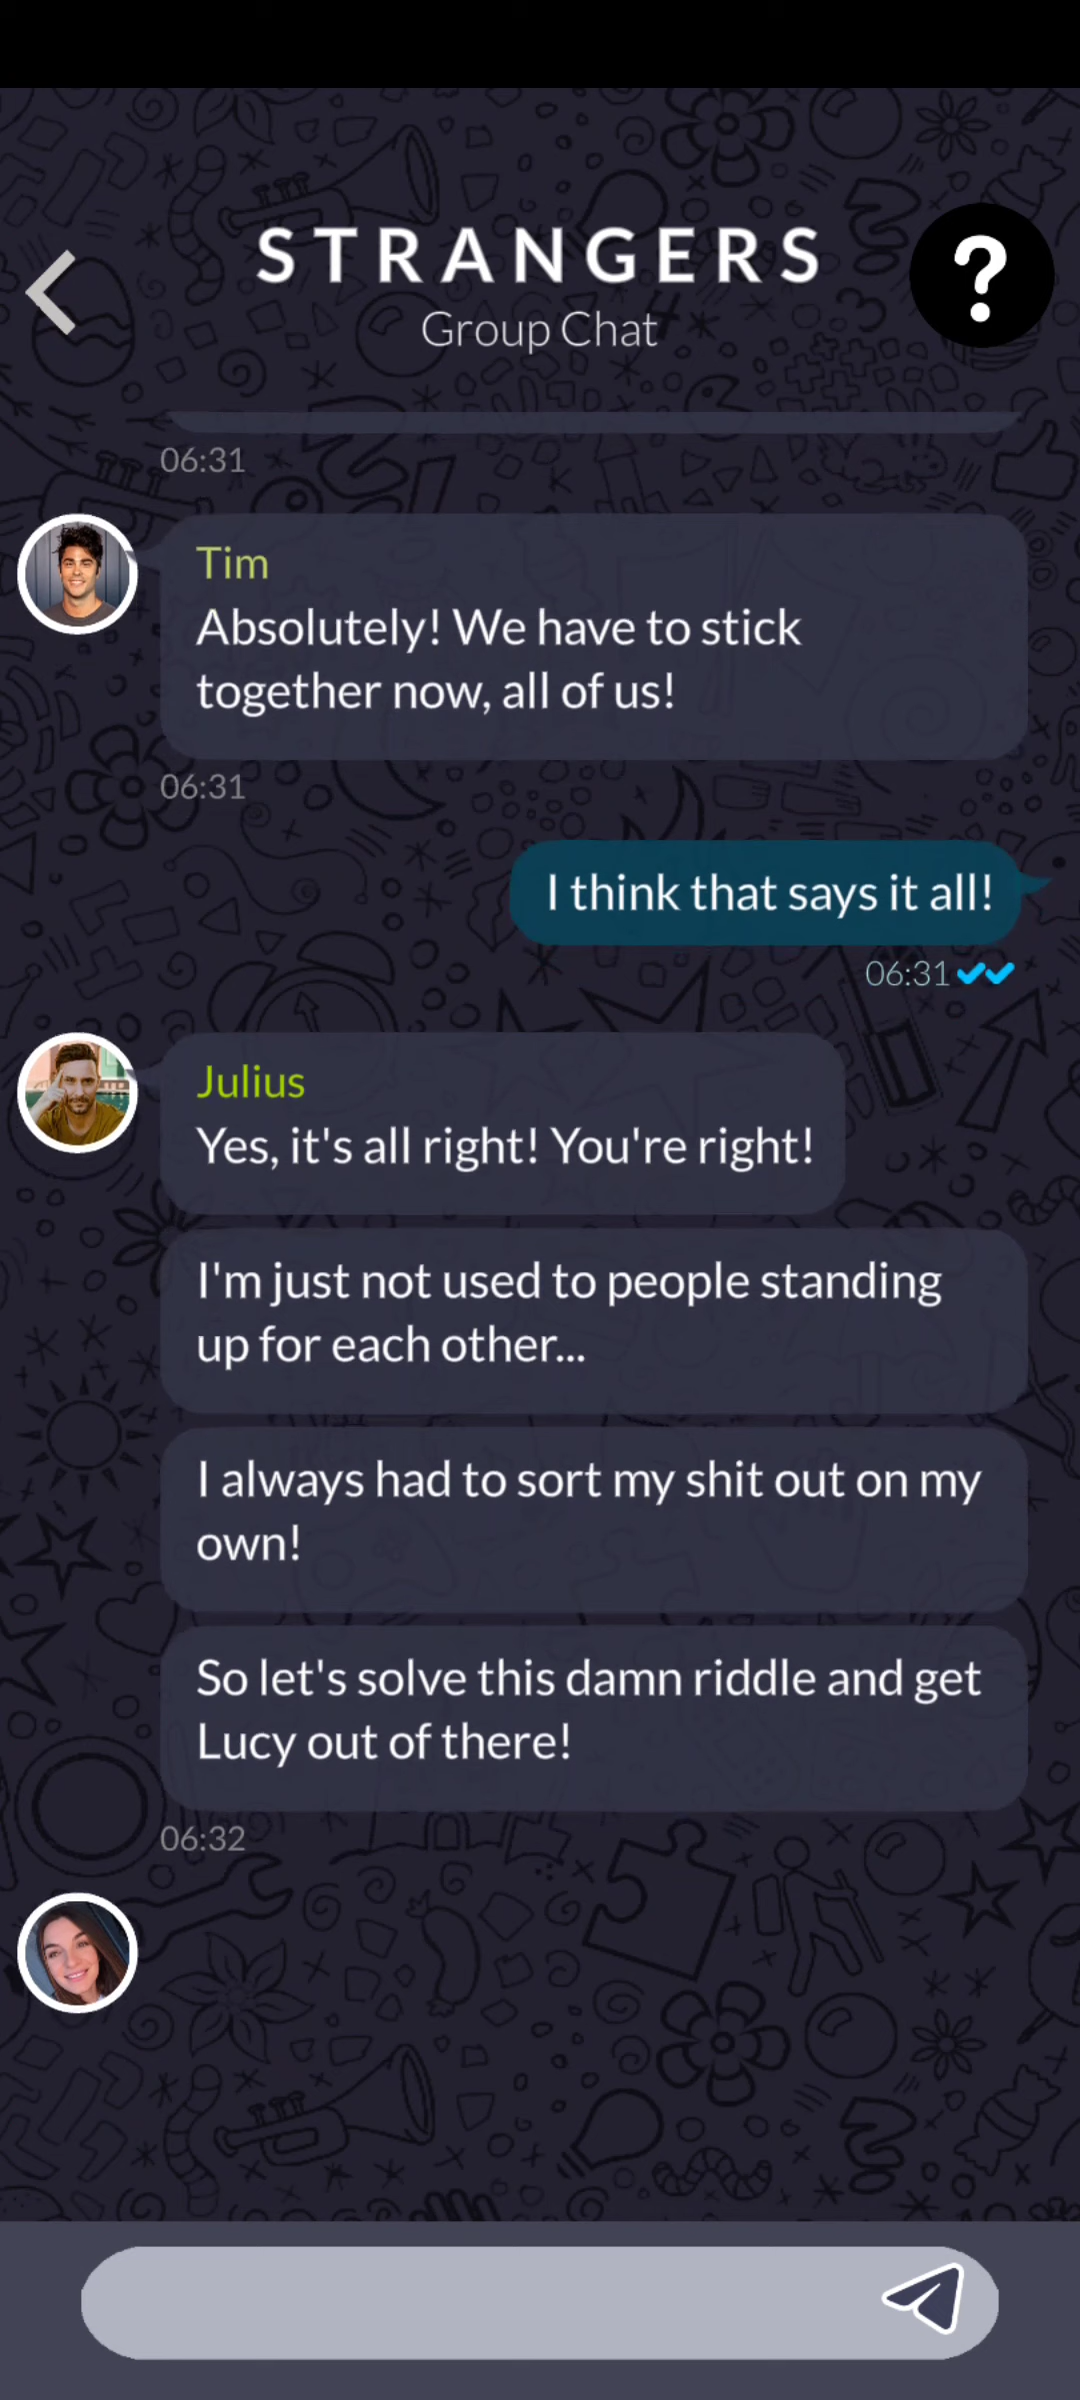 STRANGERS
Group Chat
?
06:31
Tim
Absolutely! We have to stick
together now, all of us!
06:31
I think that says it all!
06:31
Julius
Yes, it's all right! You're right!
I'm just not used to people standing
up for each other...
I always had to sort my shit out on my
own!
So let's solve this damn riddle and get
Lucy out of there!
06:32